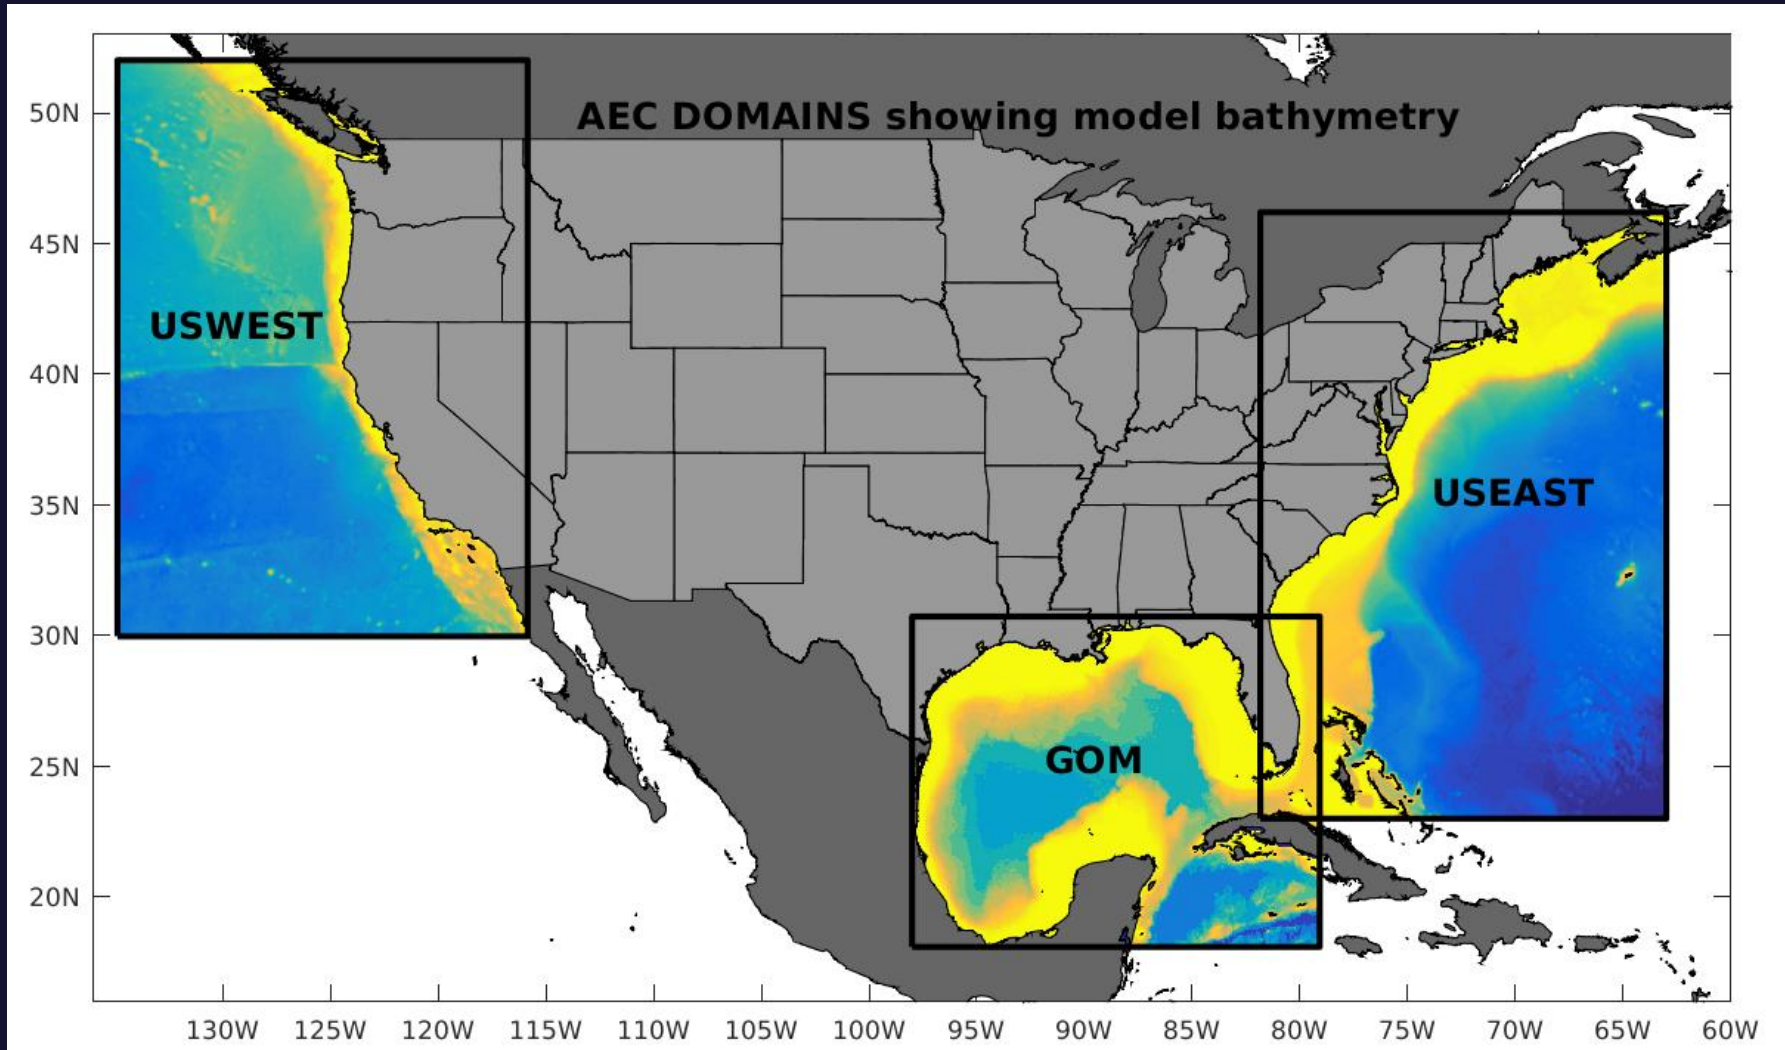 AEC DOMAINS showing model bathymetry
50N
45N
USWEST
40N
USEAST
35N
30N
GOM
25N
20N
130W 125W 120W 115W 110W 105W 100W 95W 90W 85W 80W 75W 70W 65W 60W